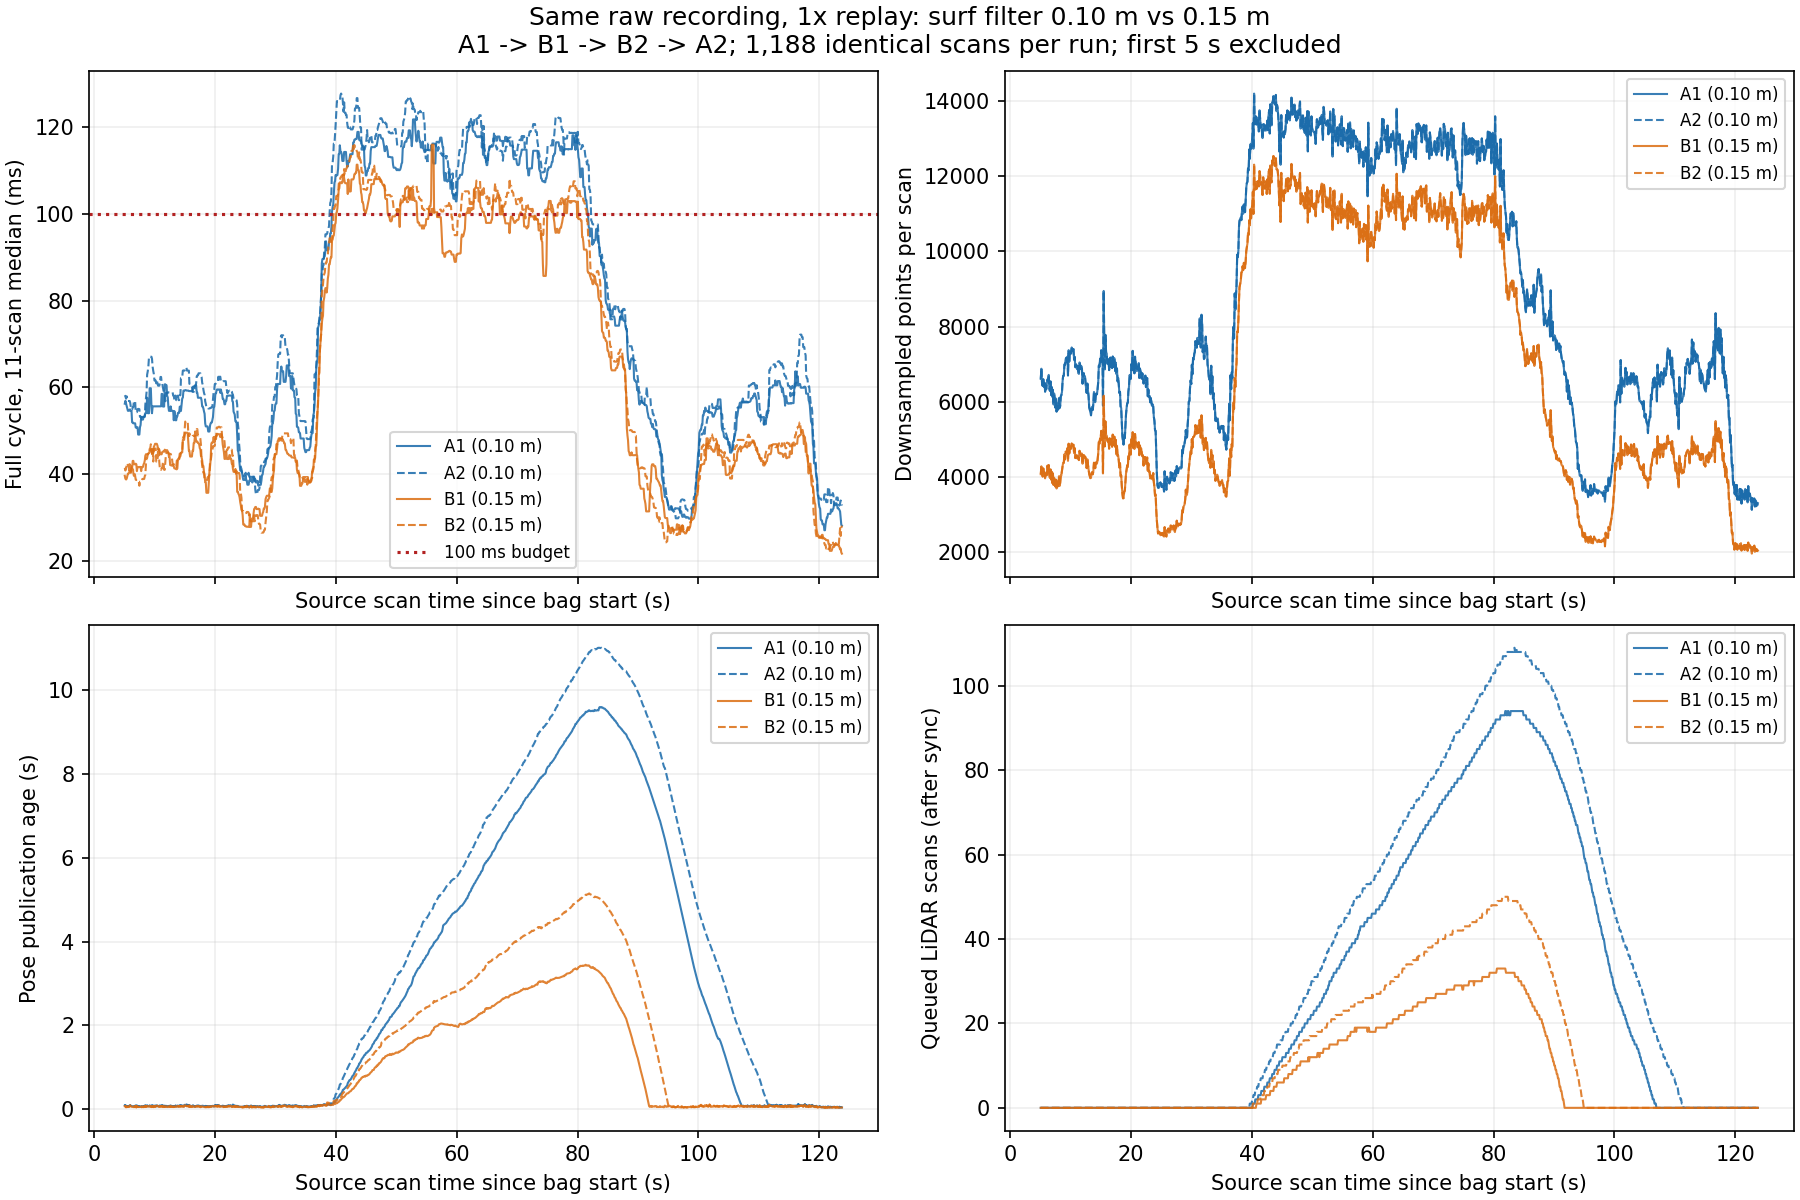 Same raw recording, 1x replay: surf filter 0.10 m vs 0.15 m
A1 -> B1 -> B2 -> A2; 1,188 identical scans per run; first 5 s excluded
Full cycle, 11-scan median (ms)
120
100
80
60
40
20
A1 (0.10 m)
A2 (0.10 m)
B1 (0.15 m)
B2 (0.15 m)
100 ms budget
Source scan time since bag start (s)
Downsampled points per scan
14000
12000
10000
8000
6000
4000
2000
A1 (0.10 m)
A2 (0.10 m)
B1 (0.15 m)
B2 (0.15 m)
Source scan time since bag start (s)
Pose publication age (s)
10
8
6
4
2
0
A1 (0.10 m)
A2 (0.10 m)
B1 (0.15 m)
B2 (0.15 m)
0 20 40 60 80 100 120
Source scan time since bag start (s)
Queued LiDAR scans (after sync)
100
80
60
40
20
0
A1 (0.10 m)
A2 (0.10 m)
B1 (0.15 m)
B2 (0.15 m)
0 20 40 60 80 100 120
Source scan time since bag start (s)